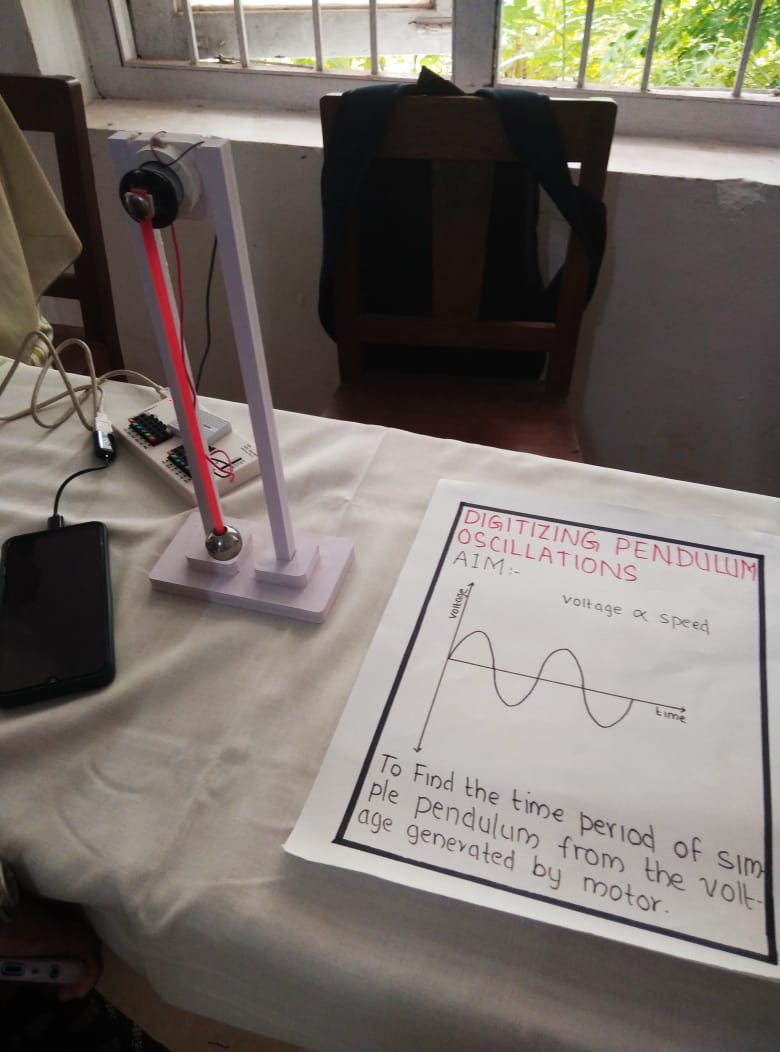 DIGITIZING PENDULUM
OSCILLATIONS
AIM:-
voltage
voltage ∝ speed
time
To Find the time period of sim-
ple pendulum from the volt-
age generated by motor.